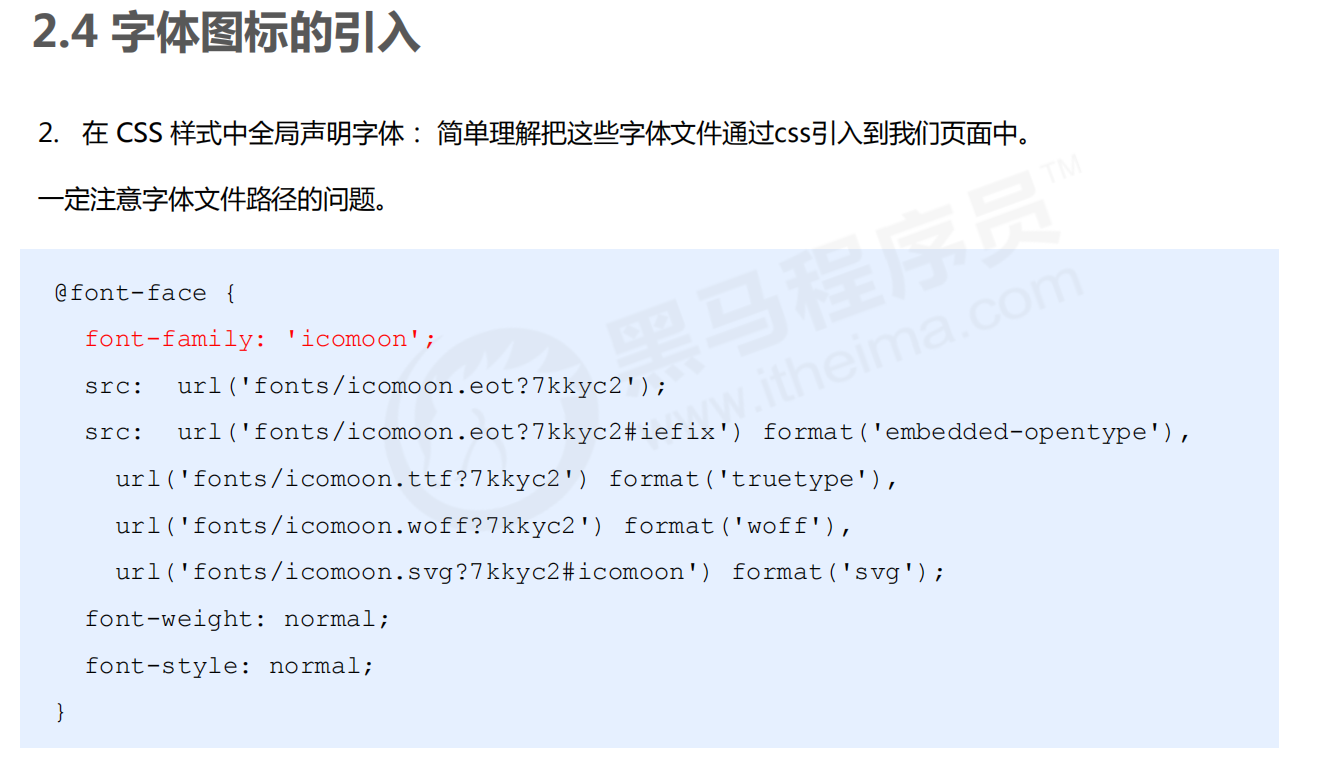 2.4 字体图标的引入
2. 在 CSS 样式中全局声明字体： 简单理解把这些字体文件通过css引入到我们页面中。
一定注意字体文件路径的问题。
@font-face {
  font-family: 'icomoon';
  src:  url('fonts/icomoon.eot?7kkyc2');
  src:  url('fonts/icomoon.eot?7kkyc2#iefix') format('embedded-opentype'),
    url('fonts/icomoon.ttf?7kkyc2') format('truetype'),
    url('fonts/icomoon.woff?7kkyc2') format('woff'),
    url('fonts/icomoon.svg?7kkyc2#icomoon') format('svg');
  font-weight: normal;
  font-style: normal;
}
黑马程序员™
www.itheima.com